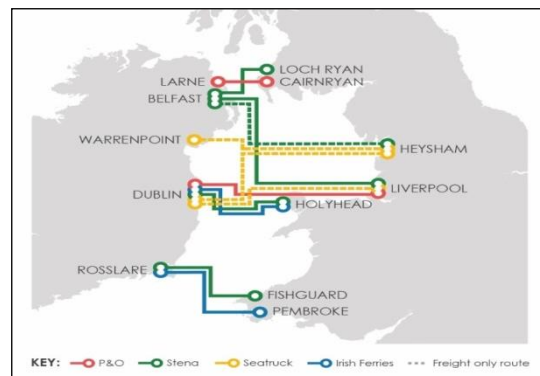 LOCH RYAN
LARNE
CAIRNRYAN
BELFAST
WARRENPOINT
HEYSHAM
LIVERPOOL
DUBLIN
HOLYHEAD
ROSSLARE
FISHGUARD
PEMBROKE
KEY: P&O Stena Seatruck Irish Ferries Freight only route